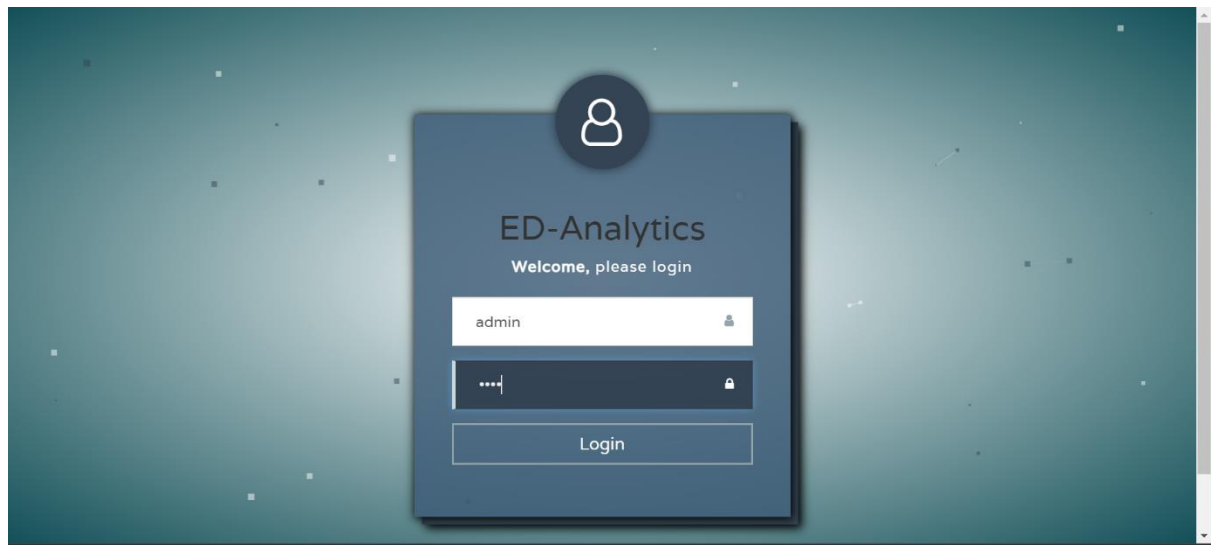 ED-Analytics
Welcome, please login
admin
••••
Login